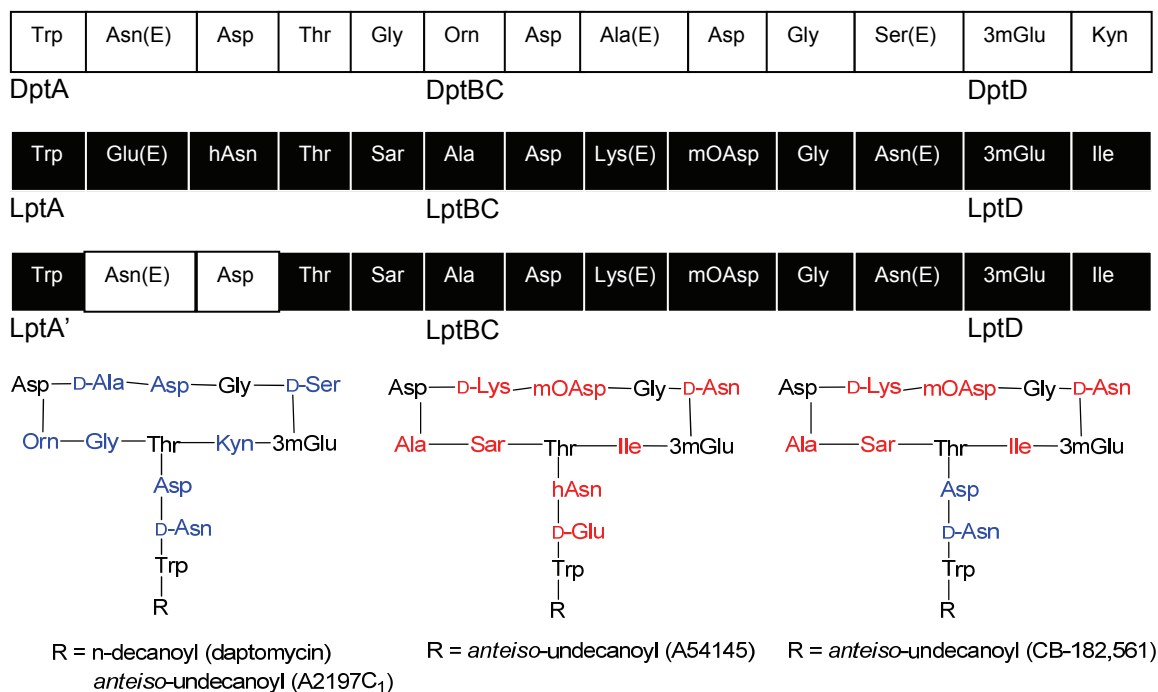 Trp Asn(E) Asp Thr Gly Orn Asp Ala(E) Asp Gly Ser(E) 3mGlu Kyn
DptA DptBC DptD
Trp Glu(E) hAsn Thr Sar Ala Asp Lys(E) mOAsp Gly Asn(E) 3mGlu Ile
LptA LptBC LptD
Trp Asn(E) Asp Thr Sar Ala Asp Lys(E) mOAsp Gly Asn(E) 3mGlu Ile
LptA' LptBC LptD
Asp D-Ala Asp Gly D-Ser
Orn Gly Thr Kyn 3mGlu
Asp
D-Asn
Trp
R
R = n-decanoyl (daptomycin)
anteiso-undecanoyl (A2197C1)
Asp D-Lys mOAsp Gly D-Asn
Ala Sar Thr Ile 3mGlu
hAsn
D-Glu
Trp
R
R = anteiso-undecanoyl (A54145)
Asp D-Lys mOAsp Gly D-Asn
Ala Sar Thr Ile 3mGlu
Asp
D-Asn
Trp
R
R = anteiso-undecanoyl (CB-182,561)